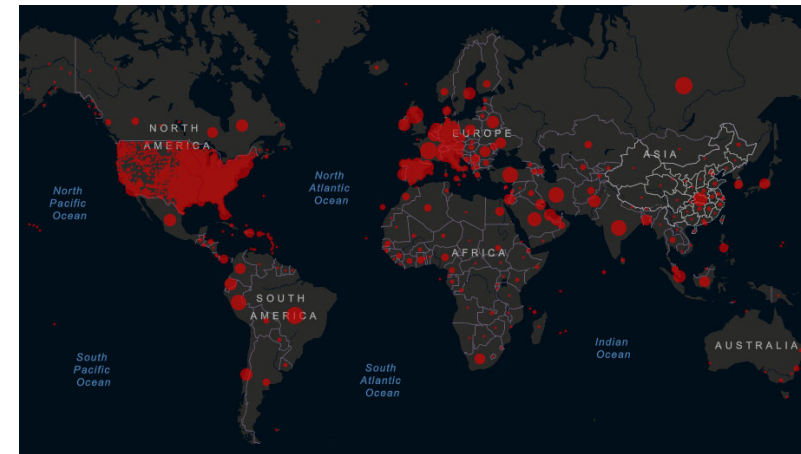 NORTH
AMERICA
EUROPE
ASIA
North
Pacific
Ocean
North
Atlantic
Ocean
AFRICA
SOUTH
AMERICA
Indian
Ocean
AUSTRALIA
South
Pacific
Ocean
South
Atlantic
Ocean